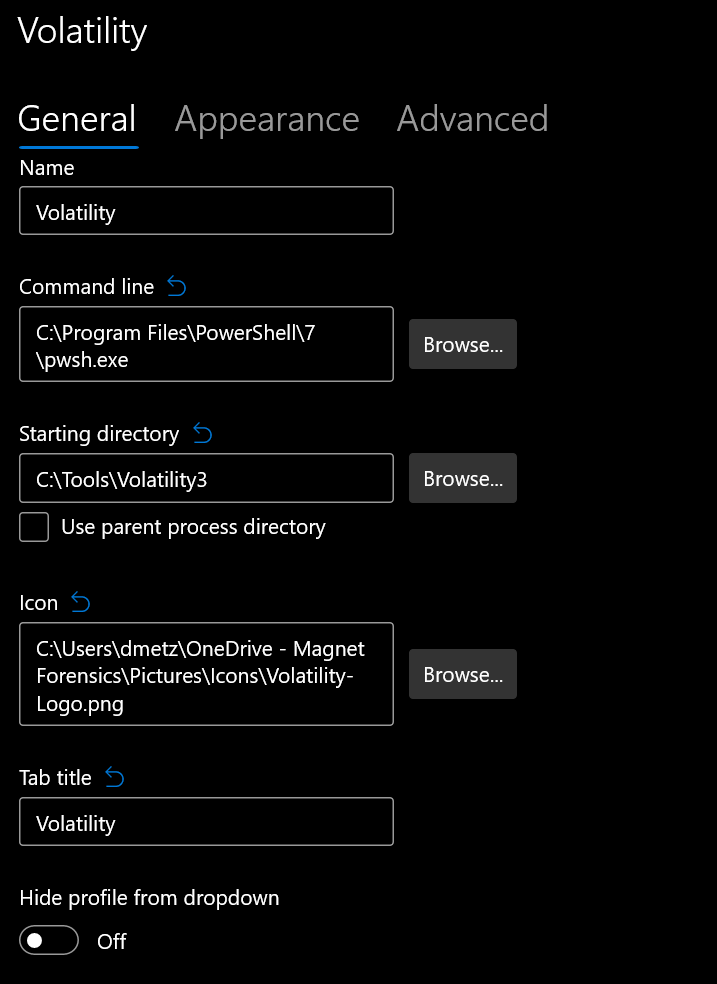 Volatility
General Appearance Advanced
Name
Volatility
Command line
C:\Program Files\PowerShell\7
\pwsh.exe
Browse...
Starting directory
C:\Tools\Volatility3
Browse...
Use parent process directory
Icon
C:\Users\dmetz\OneDrive - Magnet
Forensics\Pictures\Icons\Volatility-
Logo.png
Browse...
Tab title
Volatility
Hide profile from dropdown
Off